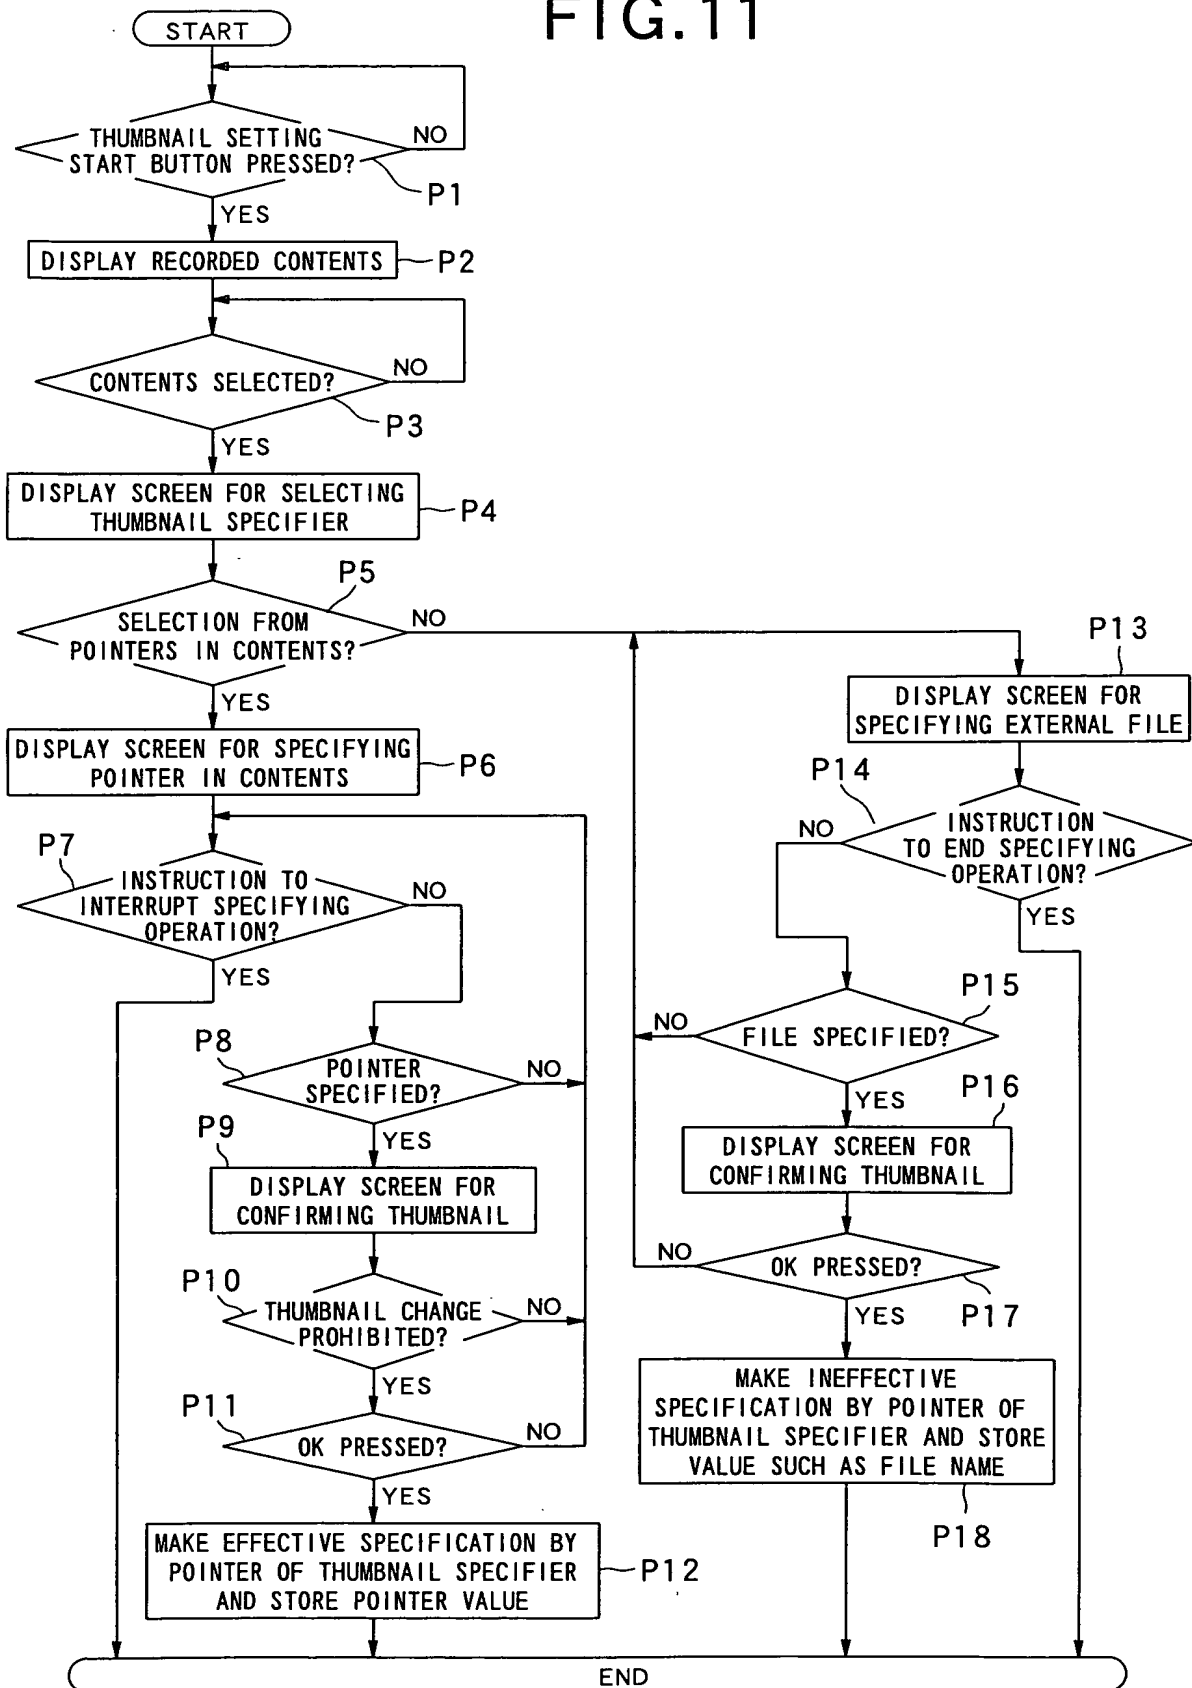 FIG.11
START
THUMBNAIL SETTING
START BUTTON PRESSED?
NO
P1
YES
DISPLAY RECORDED CONTENTS
P2
CONTENTS SELECTED?
NO
P3
YES
DISPLAY SCREEN FOR SELECTING
THUMBNAIL SPECIFIER
P4
P5
SELECTION FROM
POINTERS IN CONTENTS?
NO
YES
DISPLAY SCREEN FOR SPECIFYING
POINTER IN CONTENTS
P6
P7
INSTRUCTION TO
INTERRUPT SPECIFYING
OPERATION?
NO
YES
P8
POINTER
SPECIFIED?
NO
YES
P9
DISPLAY SCREEN FOR
CONFIRMING THUMBNAIL
P10
THUMBNAIL CHANGE
PROHIBITED?
NO
YES
P11
OK PRESSED?
NO
YES
MAKE EFFECTIVE SPECIFICATION BY
POINTER OF THUMBNAIL SPECIFIER
AND STORE POINTER VALUE
P12
P13
DISPLAY SCREEN FOR
SPECIFYING EXTERNAL FILE
P14
INSTRUCTION
TO END SPECIFYING
OPERATION?
NO
YES
P15
FILE SPECIFIED?
NO
YES
P16
DISPLAY SCREEN FOR
CONFIRMING THUMBNAIL
OK PRESSED?
NO
P17
YES
MAKE INEFFECTIVE
SPECIFICATION BY POINTER OF
THUMBNAIL SPECIFIER AND STORE
VALUE SUCH AS FILE NAME
P18
END